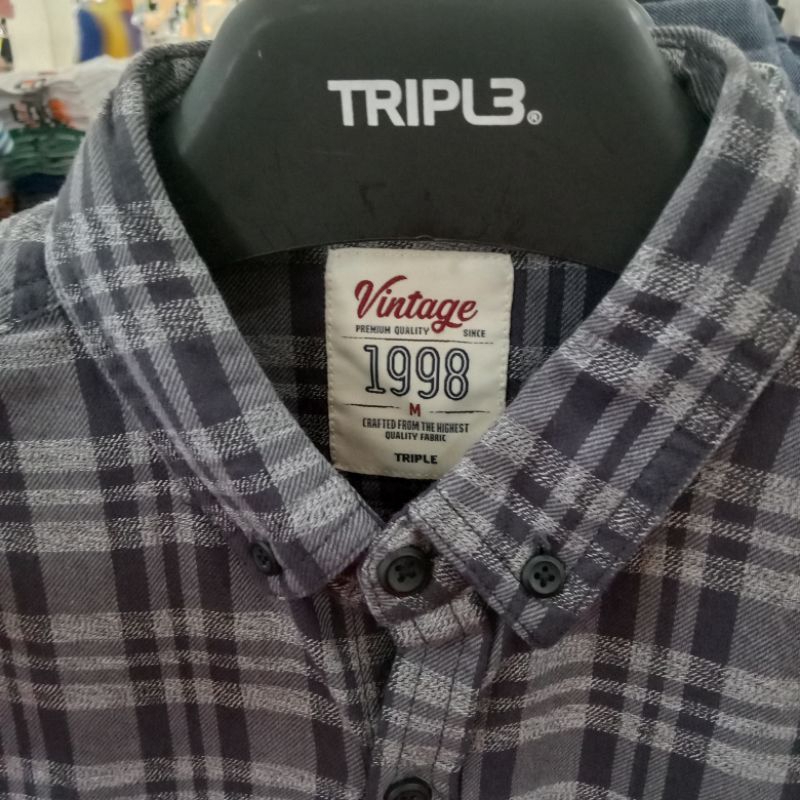 TRIPL3®
Vintage
PREMIUM QUALITY SINCE
1998
M
CRAFTED FROM THE HIGHEST
QUALITY FABRIC
TRIPLE